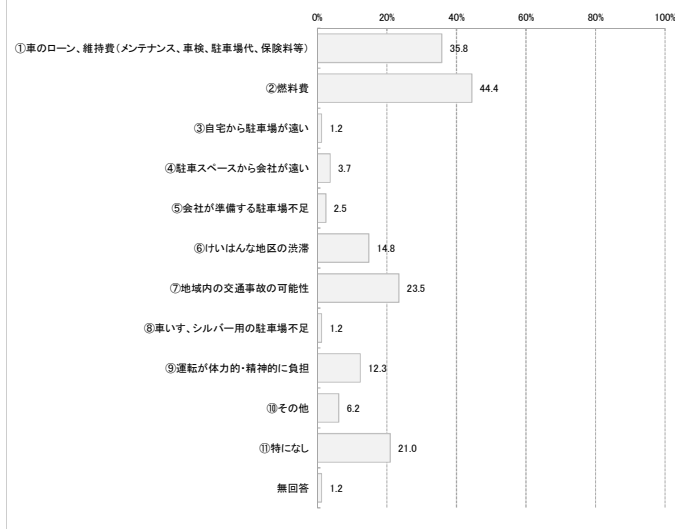 0% 20% 40% 60% 80% 100%
①車のローン、維持費(メンテナンス、車検、駐車場代、保険料等) 35.8
②燃料費 44.4
③自宅から駐車場が遠い 1.2
④駐車スペースから会社が遠い 3.7
⑤会社が準備する駐車場不足 2.5
⑥けいはんな地区の渋滞 14.8
⑦地域内の交通事故の可能性 23.5
⑧車いす、シルバー用の駐車場不足 1.2
⑨運転が体力的・精神的に負担 12.3
⑩その他 6.2
⑪特になし 21.0
無回答 1.2